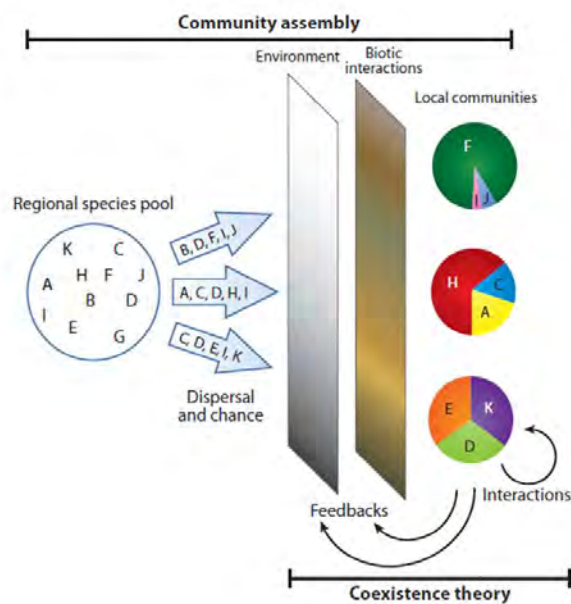 Community assembly
Environment
Biotic
interactions
Local communities
Regional species pool
K C
A H F J
B D
I E
G
B, D, F, I, J
A, C, D, H, I
C, D, E, I, K
Dispersal
and chance
F
I J
H C
A
E K
D
Interactions
Feedbacks
Coexistence theory